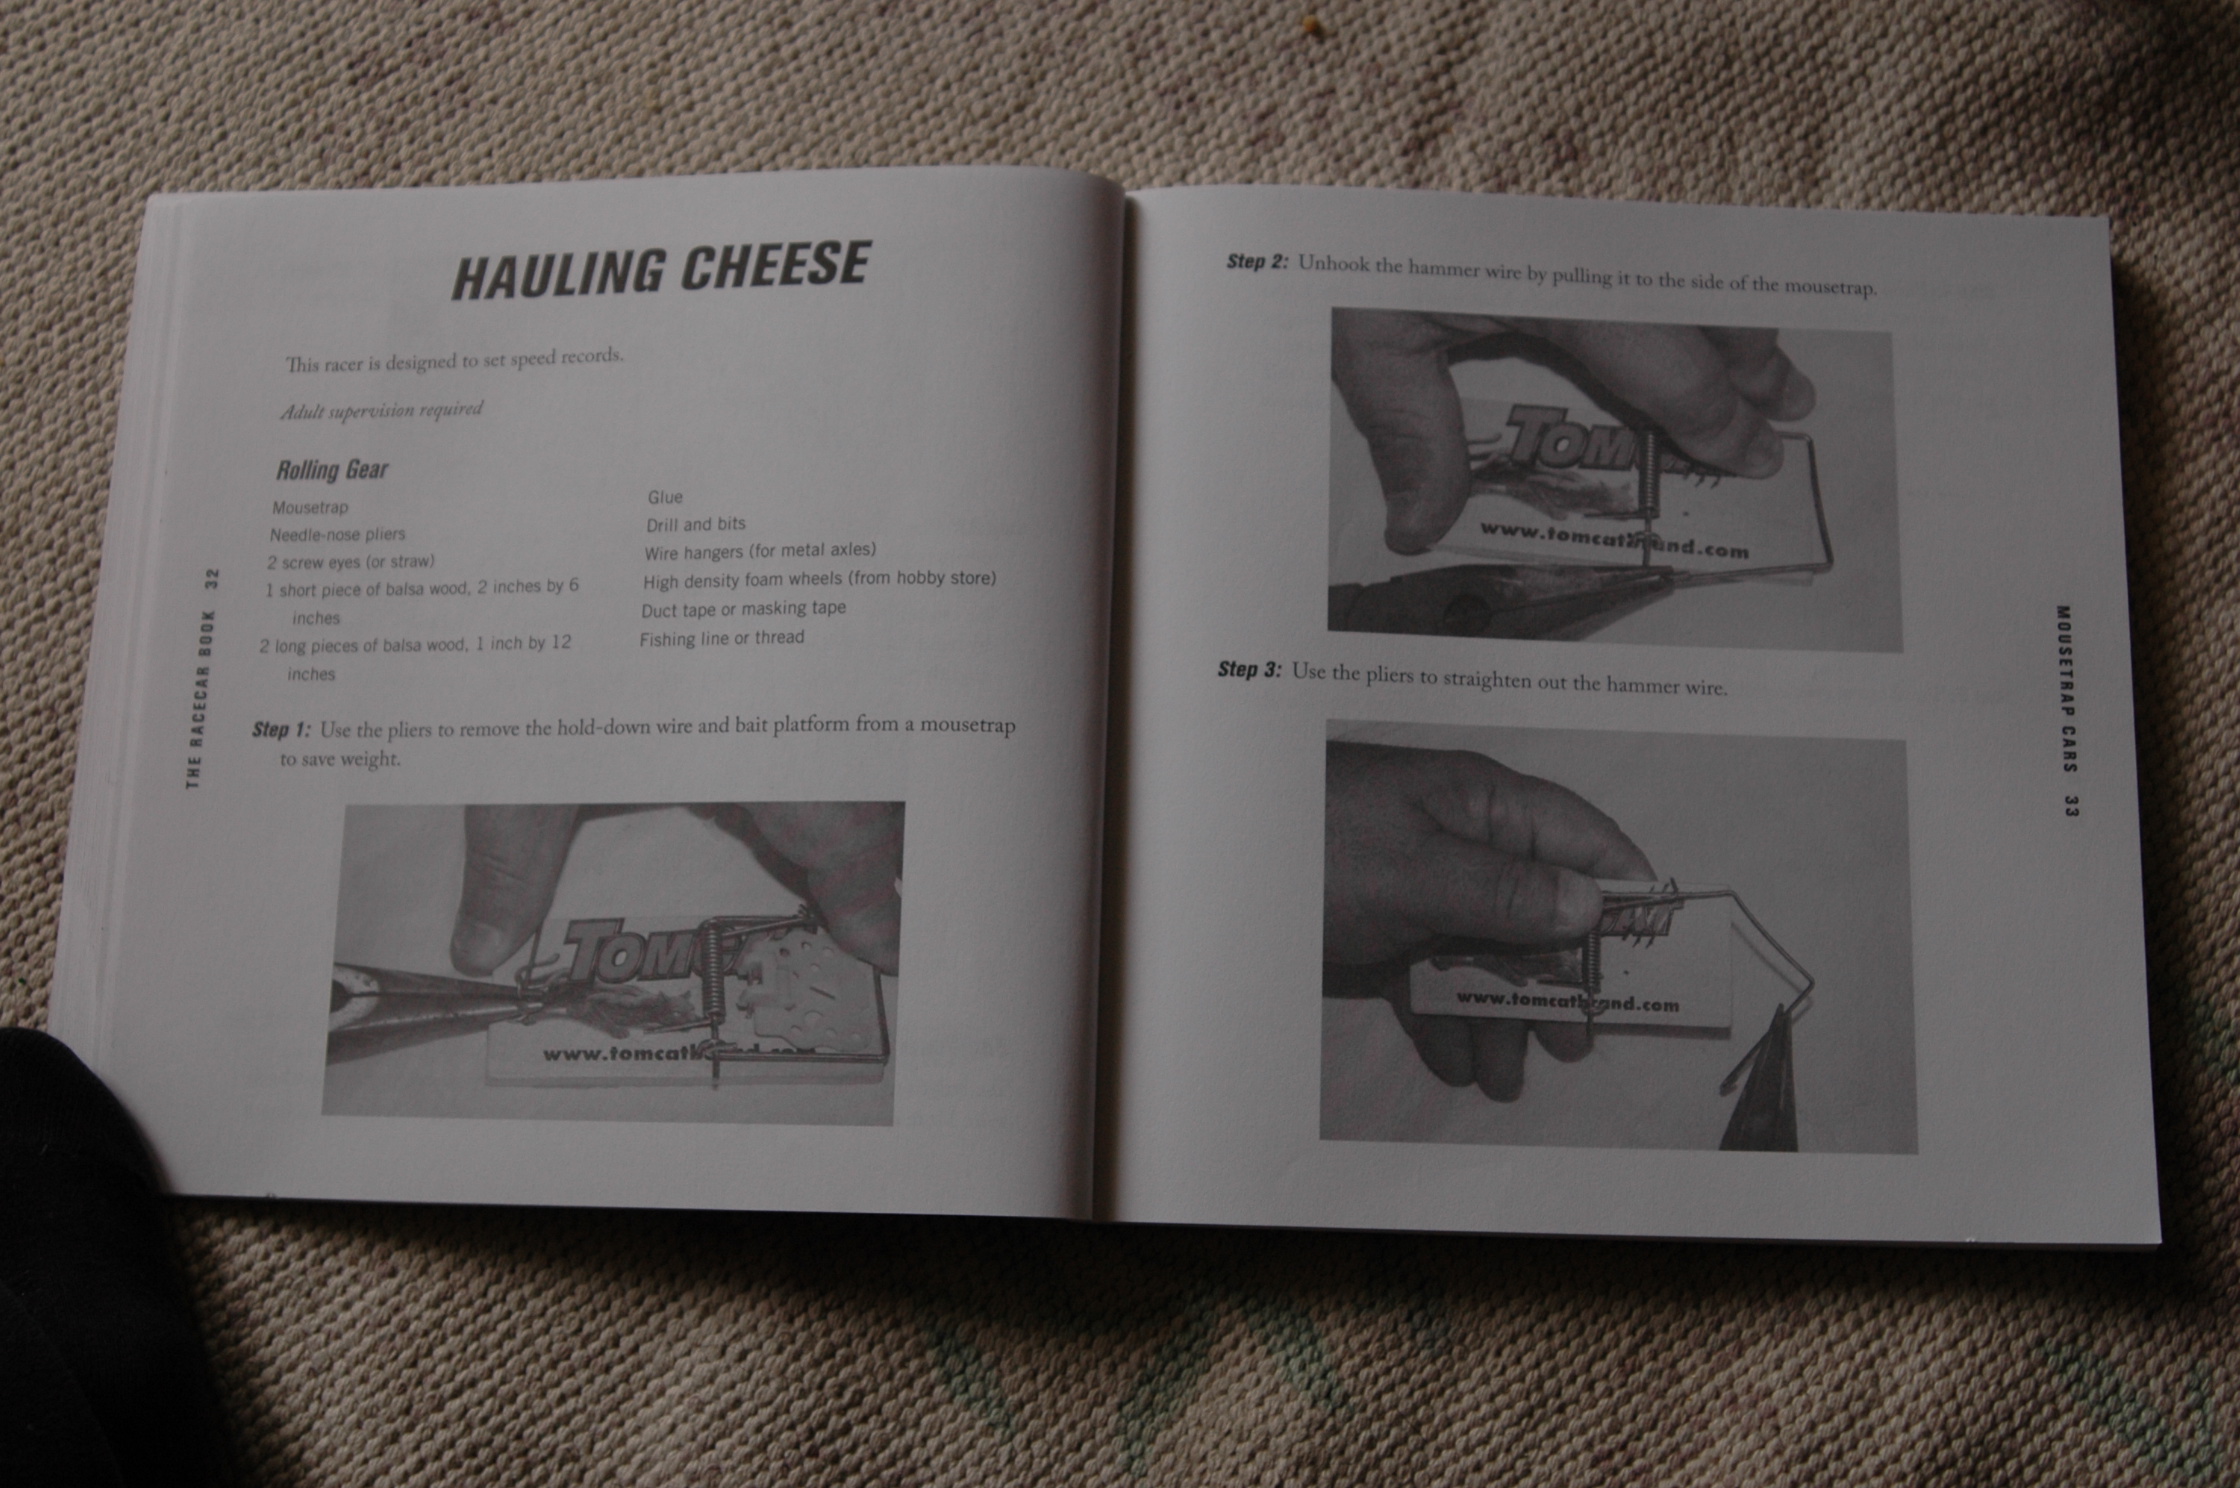 THE RACECAR BOOK 32
HAULING CHEESE
This racer is designed to set speed records.
Adult supervision required
Rolling Gear
Mousetrap
Needle-nose pliers
2 screw eyes (or straw)
1 short piece of balsa wood, 2 inches by 6
inches
2 long pieces of balsa wood, 1 inch by 12
inches
Glue
Drill and bits
Wire hangers (for metal axles)
High density foam wheels (from hobby store)
Duct tape or masking tape
Fishing line or thread
Step 1: Use the pliers to remove the hold-down wire and bait platform from a mousetrap
to save weight.
TOMC
www.tomcat
MOUSETRAP CARS 33
Step 2: Unhook the hammer wire by pulling it to the side of the mousetrap.
TOM
www.tomcat and.com
Step 3: Use the pliers to straighten out the hammer wire.
www.tomcat and.com